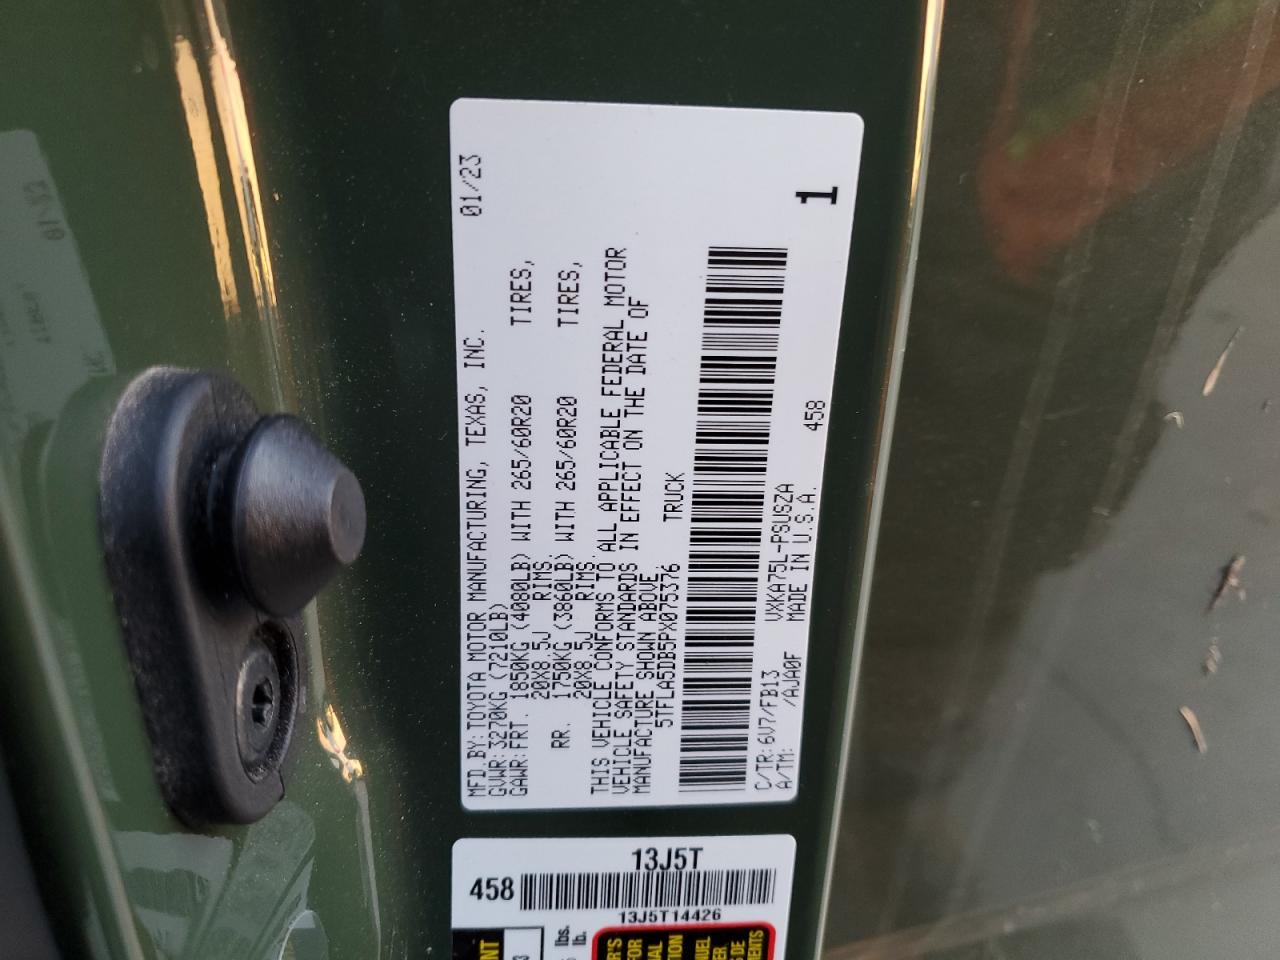 MFD.BY:TOYOTA MOTOR MANUFACTURING, TEXAS, INC. 01/23
GVWR:3270KG (7210LB)
GAWR:FRT. 1850KG (4080LB) WITH 265/60R20 TIRES,
20X8.5J RIMS
RR. 1750KG (3860LB) WITH 265/60R20 TIRES,
20X8.5J RIMS.
THIS VEHICLE CONFORMS TO ALL APPLICABLE FEDERAL MOTOR
VEHICLE SAFETY STANDARDS IN EFFECT ON THE DATE OF
MANUFACTURE SHOWN ABOVE.
5TFLA5DB5PX075376 TRUCK
C/TR:6V7/FB13 VXKA75L-PSUSZA 458 1
A/TM: /AJA0F MADE IN U.S.A.
13J5T
458
13J5T14426